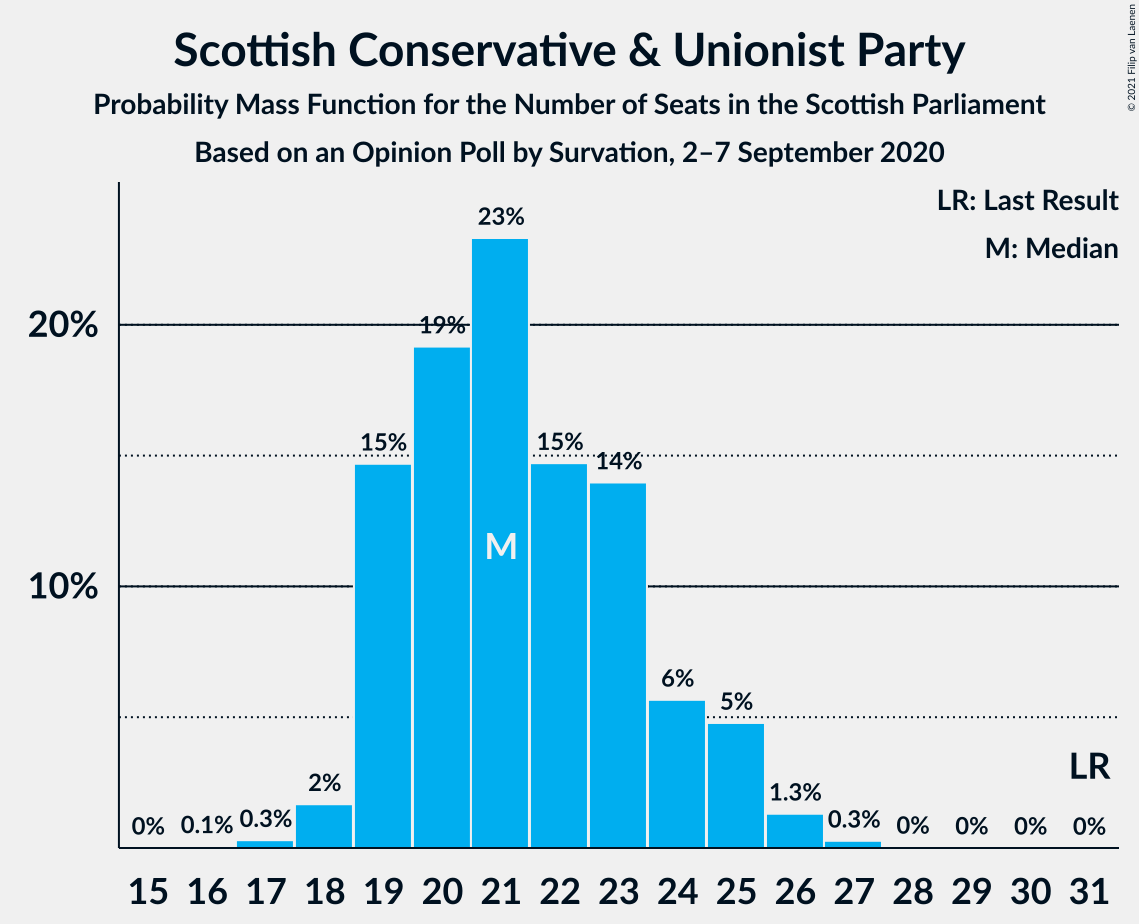 Scottish Conservative & Unionist Party
Probability Mass Function for the Number of Seats in the Scottish Parliament
Based on an Opinion Poll by Survation, 2–7 September 2020
© 2021 Filip van Laenen
LR: Last Result
M: Median
23%
20%
19%
15%
15%
14%
M
10%
6%
5%
LR
2%
1.3%
0%
0.1%
0.3%
0.3%
0%
0%
0%
0%
15 16 17 18 19 20 21 22 23 24 25 26 27 28 29 30 31